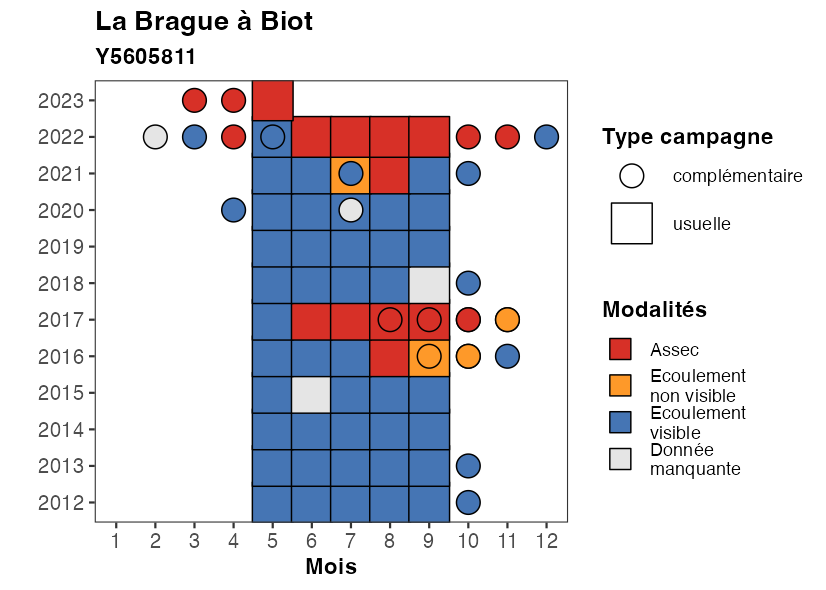 La Brague à Biot
Y5605811
2023
2022
2021
2020
2019
2018
2017
2016
2015
2014
2013
2012
1 2 3 4 5 6 7 8 9 10 11 12
Mois
Type campagne
complémentaire
usuelle
Modalités
Assec
Ecoulement
non visible
Ecoulement
visible
Donnée
manquante